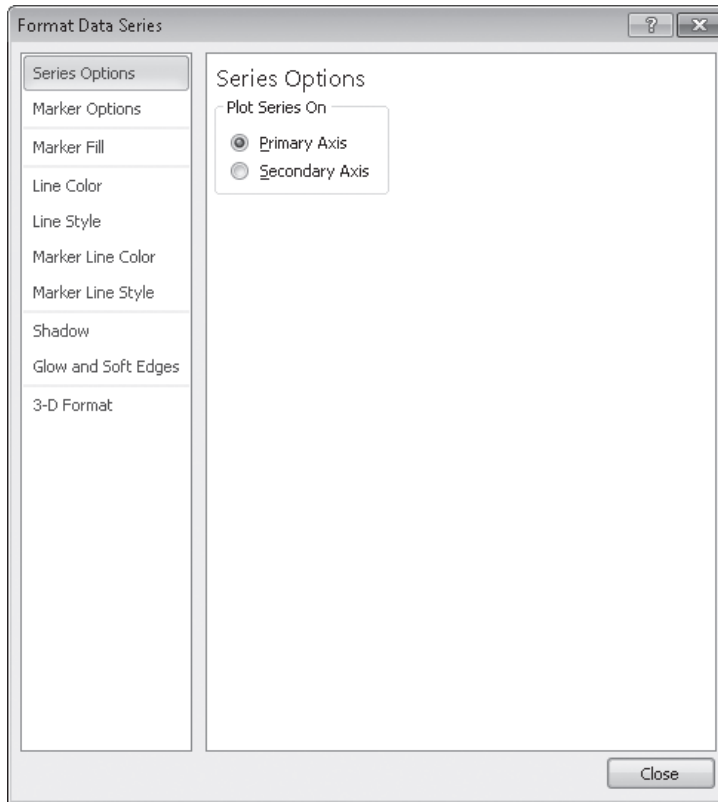 Format Data Series
Series Options
Marker Options
Marker Fill
Line Color
Line Style
Marker Line Color
Marker Line Style
Shadow
Glow and Soft Edges
3-D Format
Series Options
Plot Series On
Primary Axis
Secondary Axis
Close